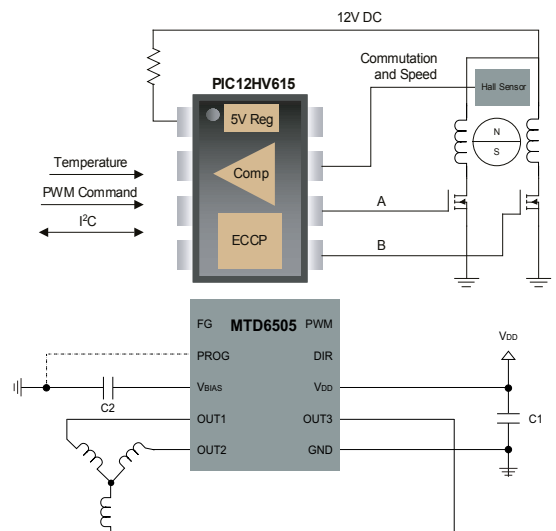 12V DC
Commutation
and Speed
PIC12HV615
Hall Sensor
5V Reg
N
S
Comp
Temperature
PWM Command
I²C
A
B
ECCP
MTD6505
FG
PWM
PROG
DIR
VDD
VBIAS
VDD
C2
C1
OUT1
OUT3
OUT2
GND